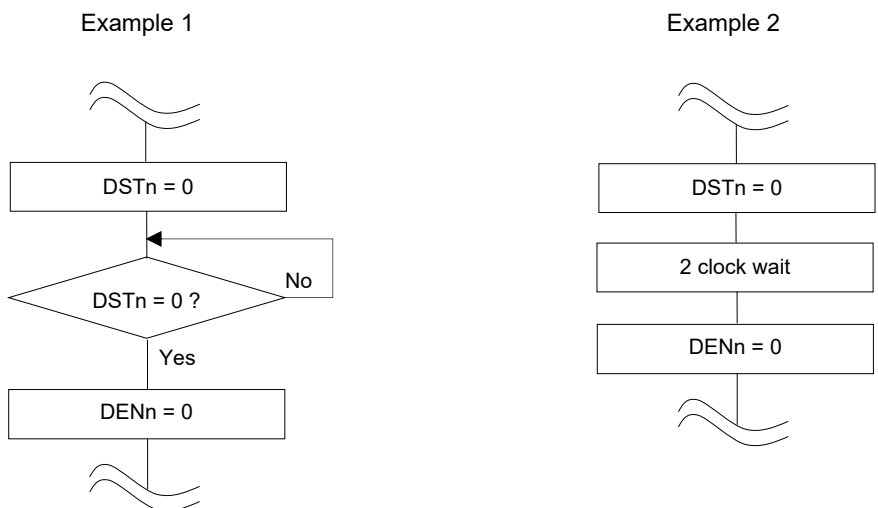 Example 1
DSTn = 0
DSTn = 0 ?
No
Yes
DENn = 0
Example 2
DSTn = 0
2 clock wait
DENn = 0